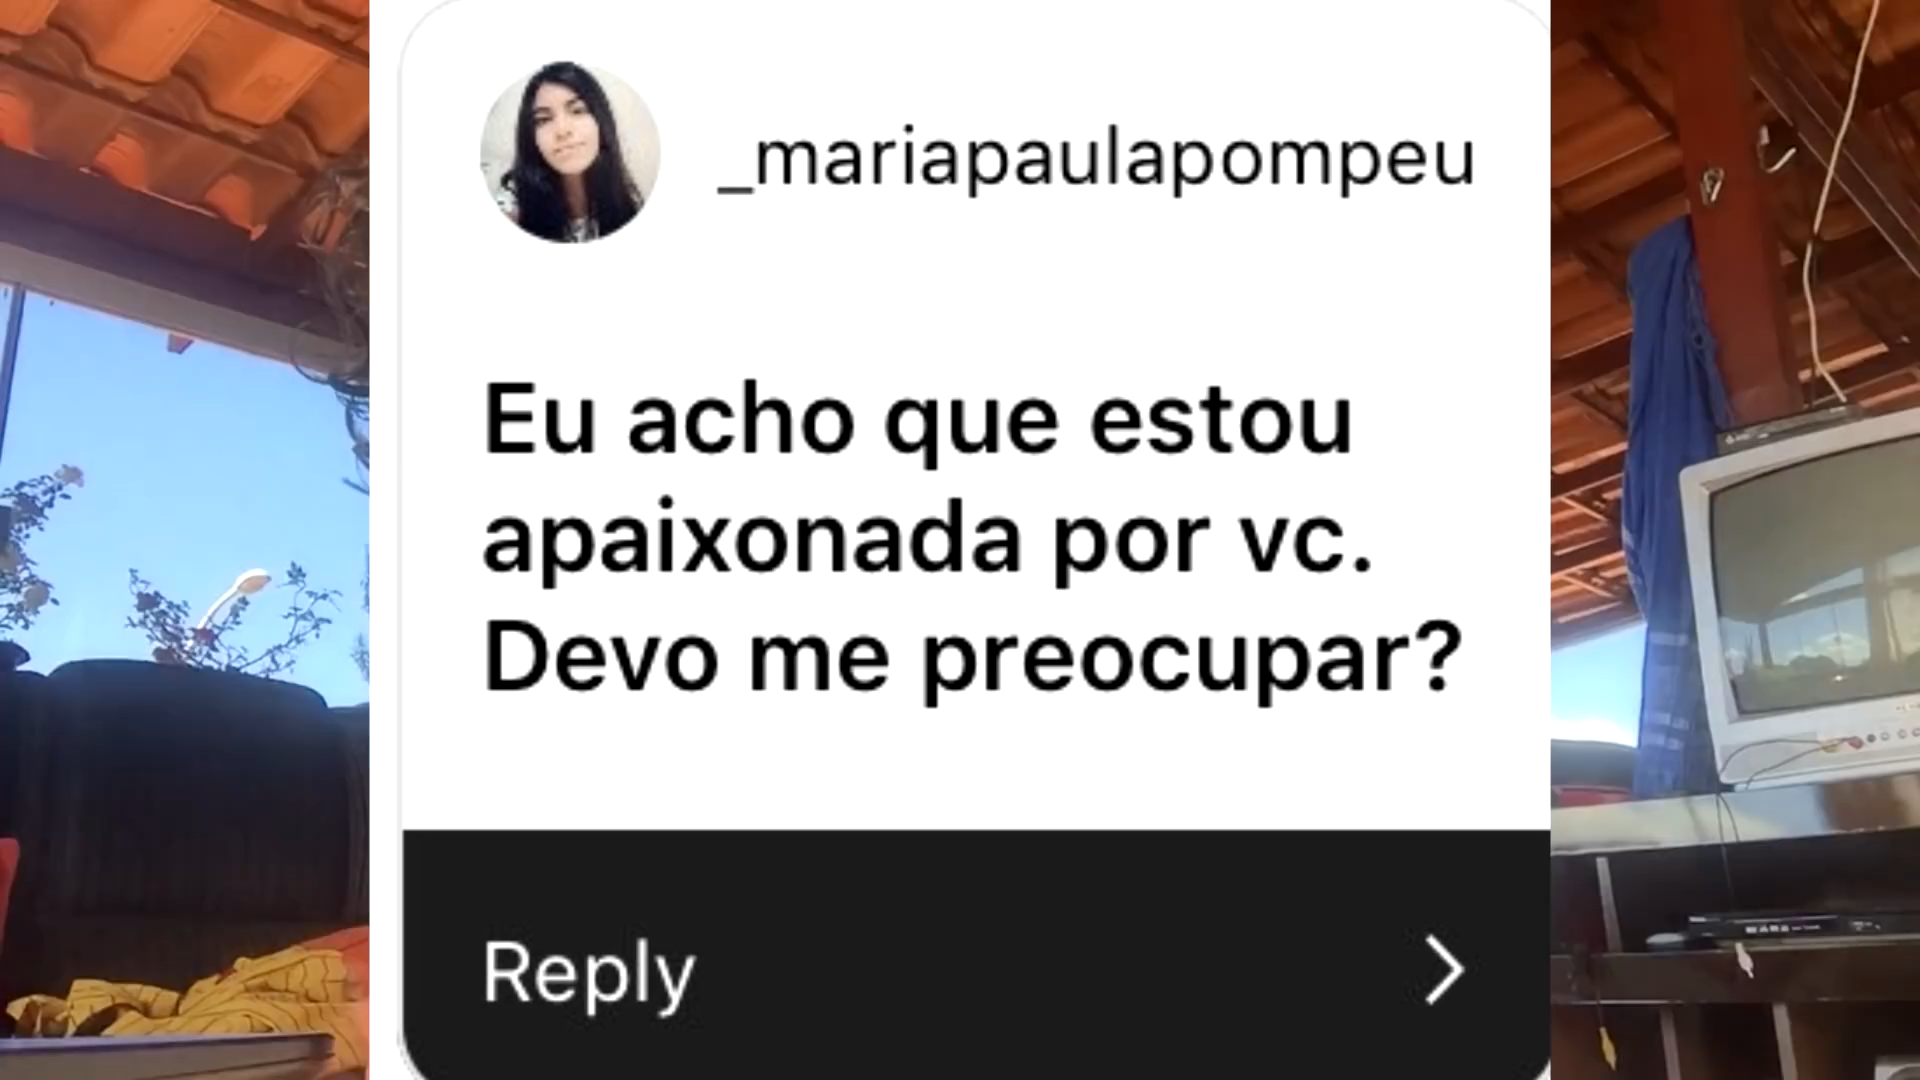 _mariapaulapompeu
Eu acho que estou
apaixonada por vc.
Devo me preocupar?
Reply